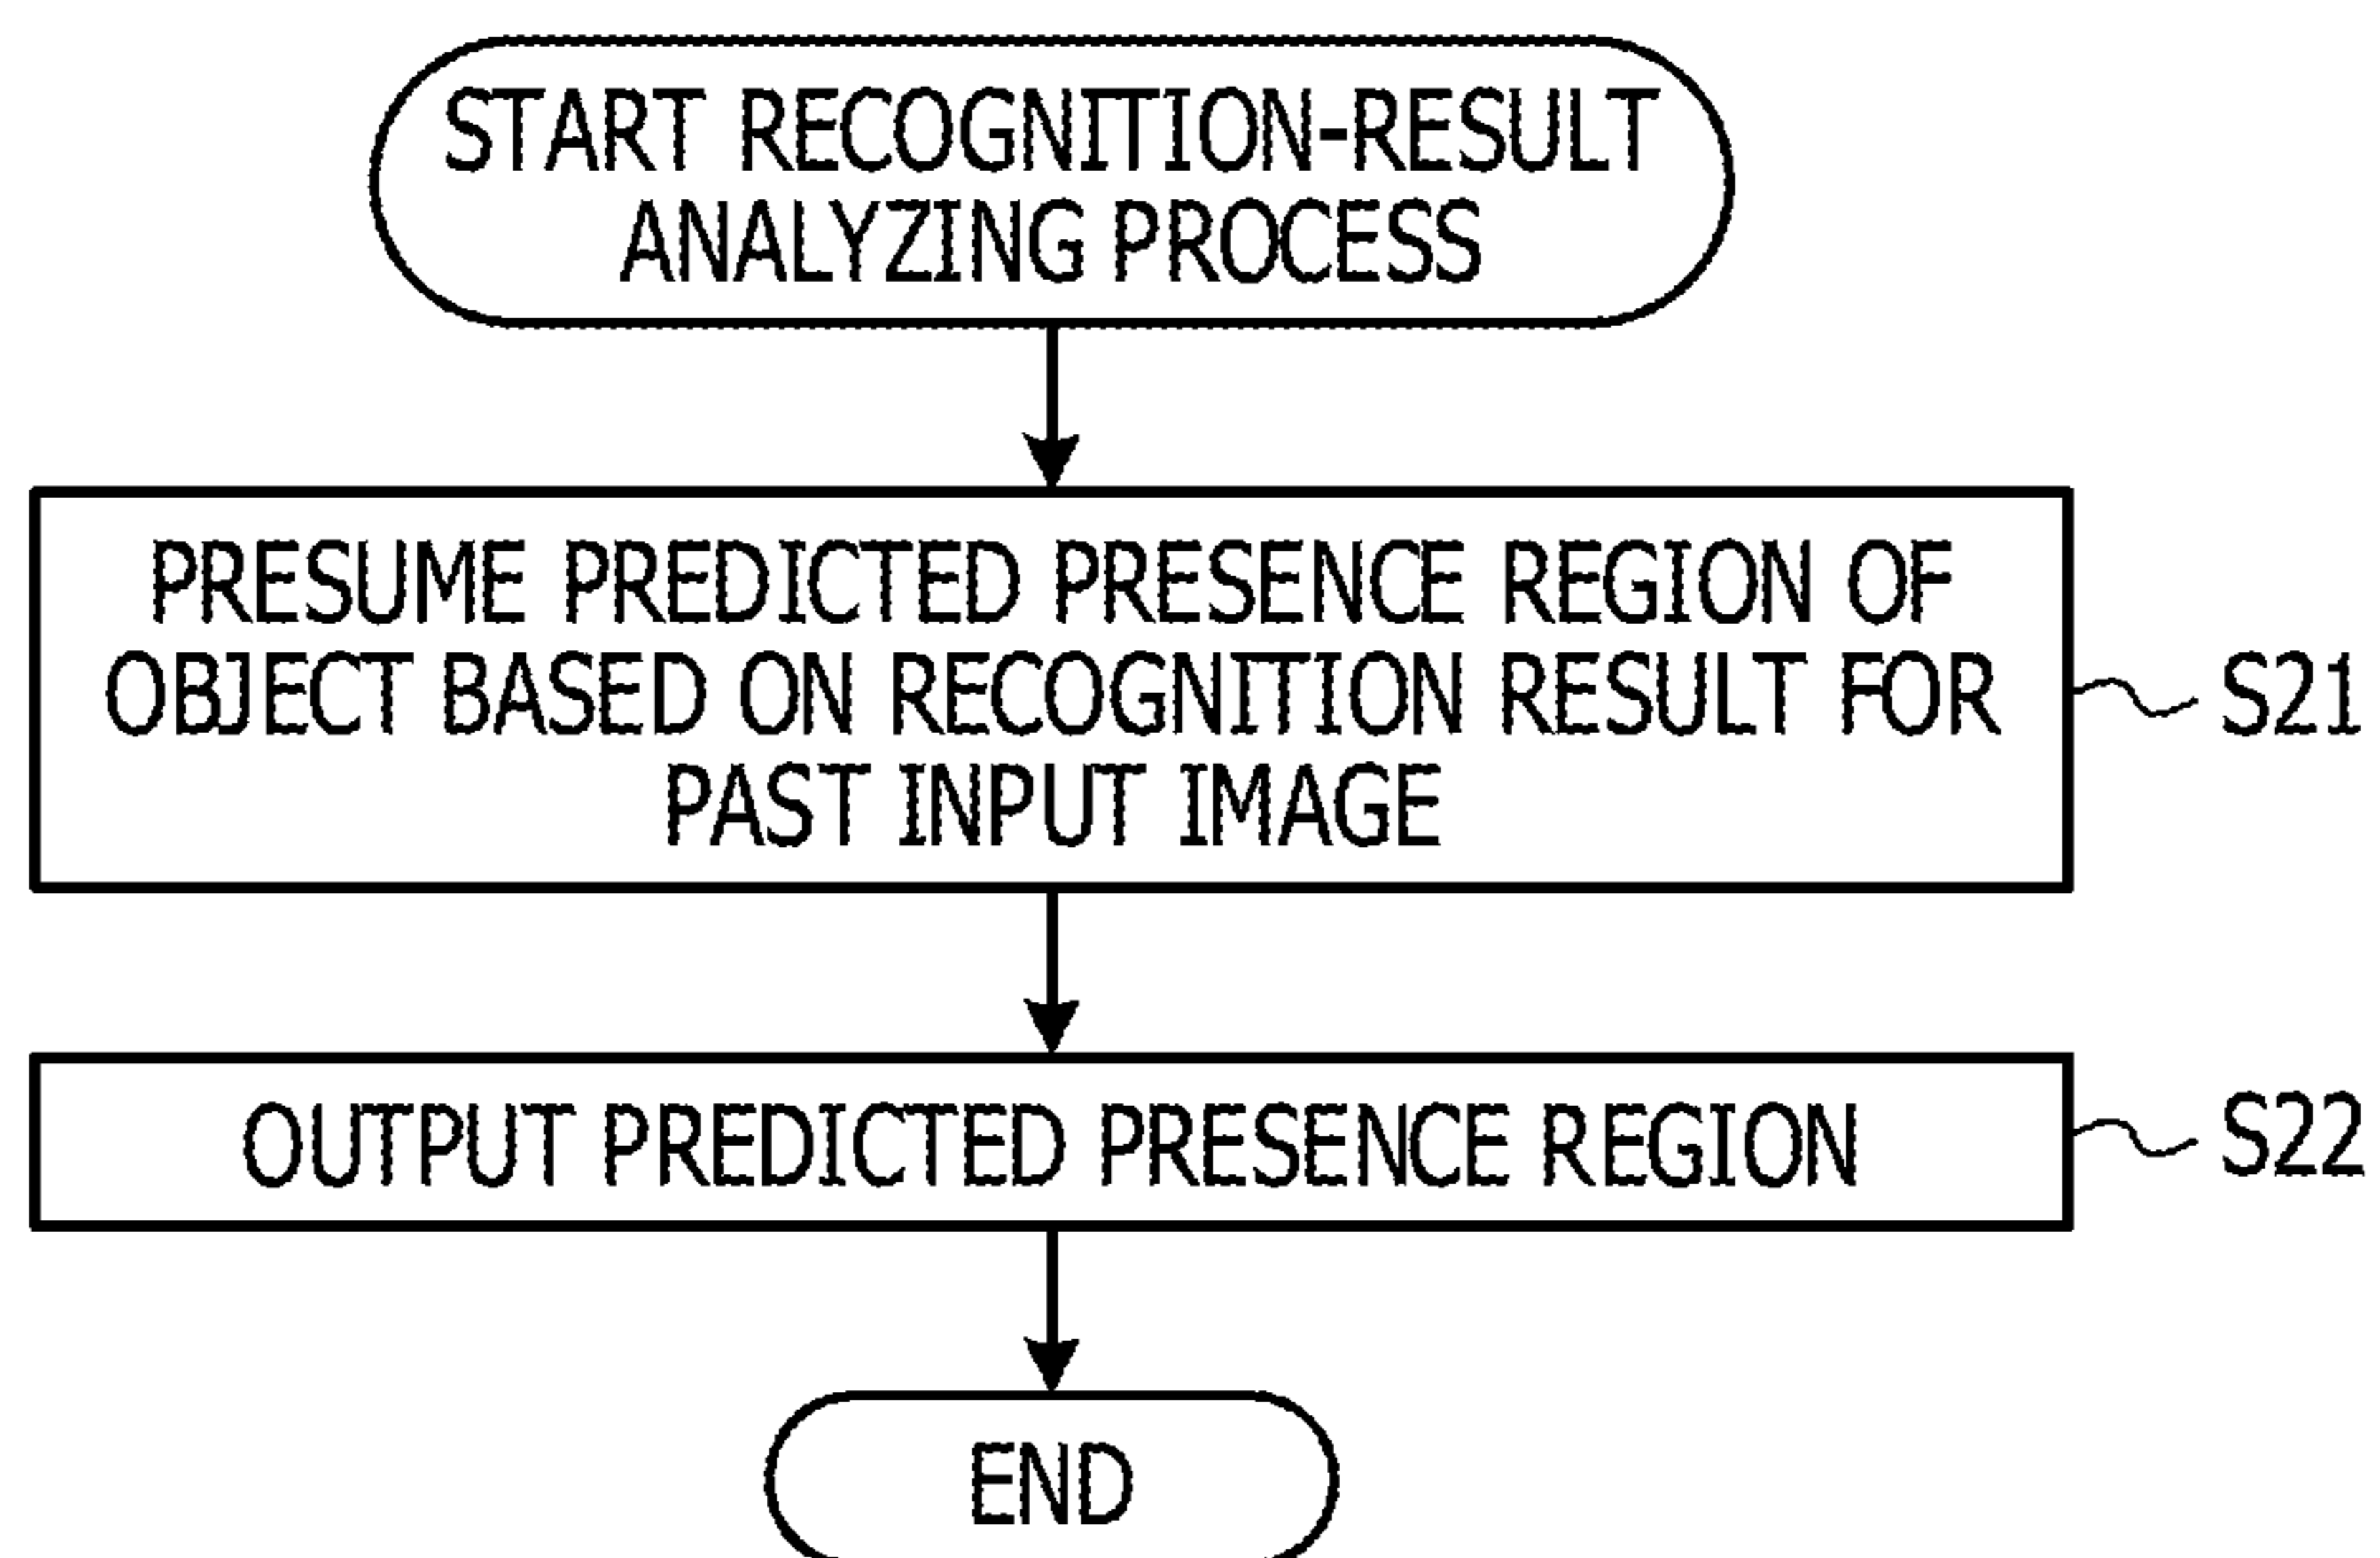 START RECOGNITION-RESULT
ANALYZING PROCESS
PRESUME PREDICTED PRESENCE REGION OF
OBJECT BASED ON RECOGNITION RESULT FOR
PAST INPUT IMAGE
S21
OUTPUT PREDICTED PRESENCE REGION
S22
END